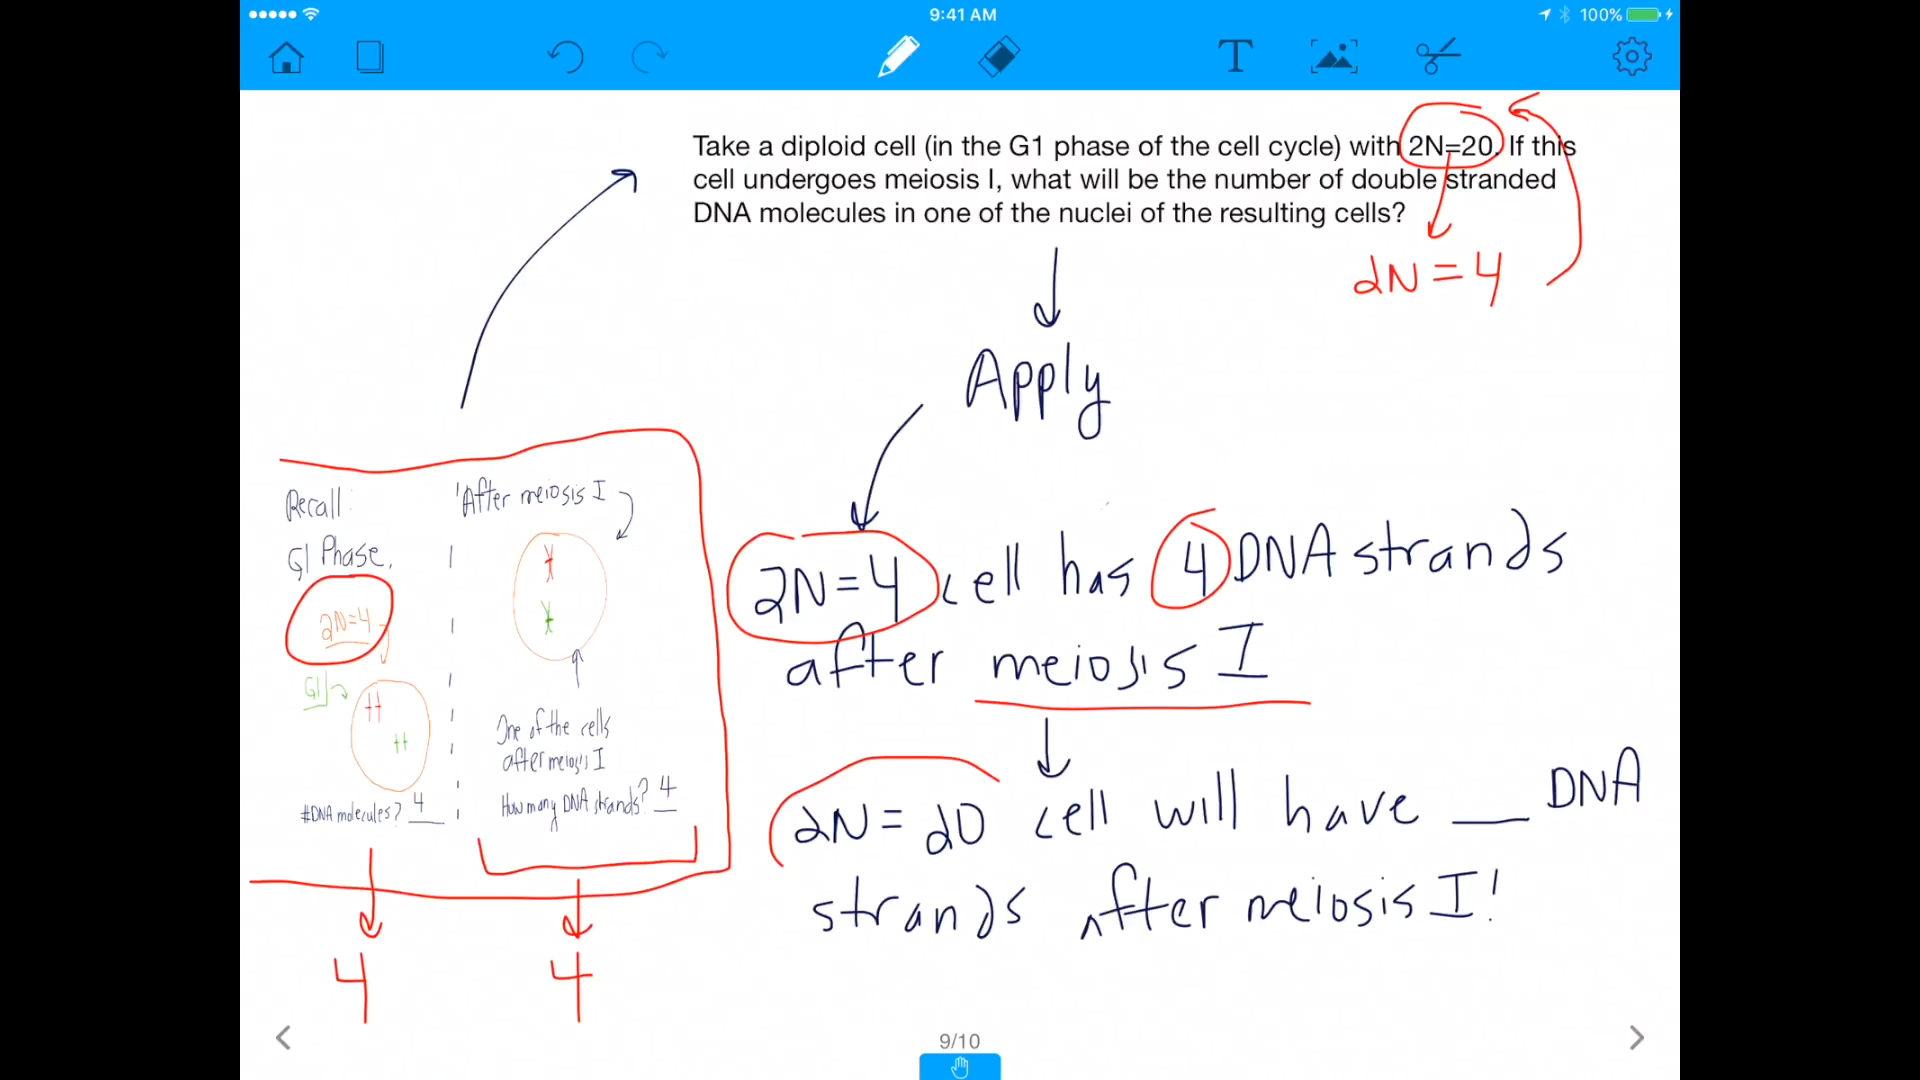 9:41 AM
100%
T
Take a diploid cell (in the G1 phase of the cell cycle) with 2N=20. If this
cell undergoes meiosis I, what will be the number of double stranded
DNA molecules in one of the nuclei of the resulting cells?
2N=4
Apply
Recall:
G1 Phase,
2N=4
G1
#DNA molecules? 4
4
After meiosis I
One of the cells
after meiosis I
How many DNA strands? 4
4
2N=4 cell has 4 DNA strands
after meiosis I
2N=20 cell will have __ DNA
strands after meiosis I!
9/10